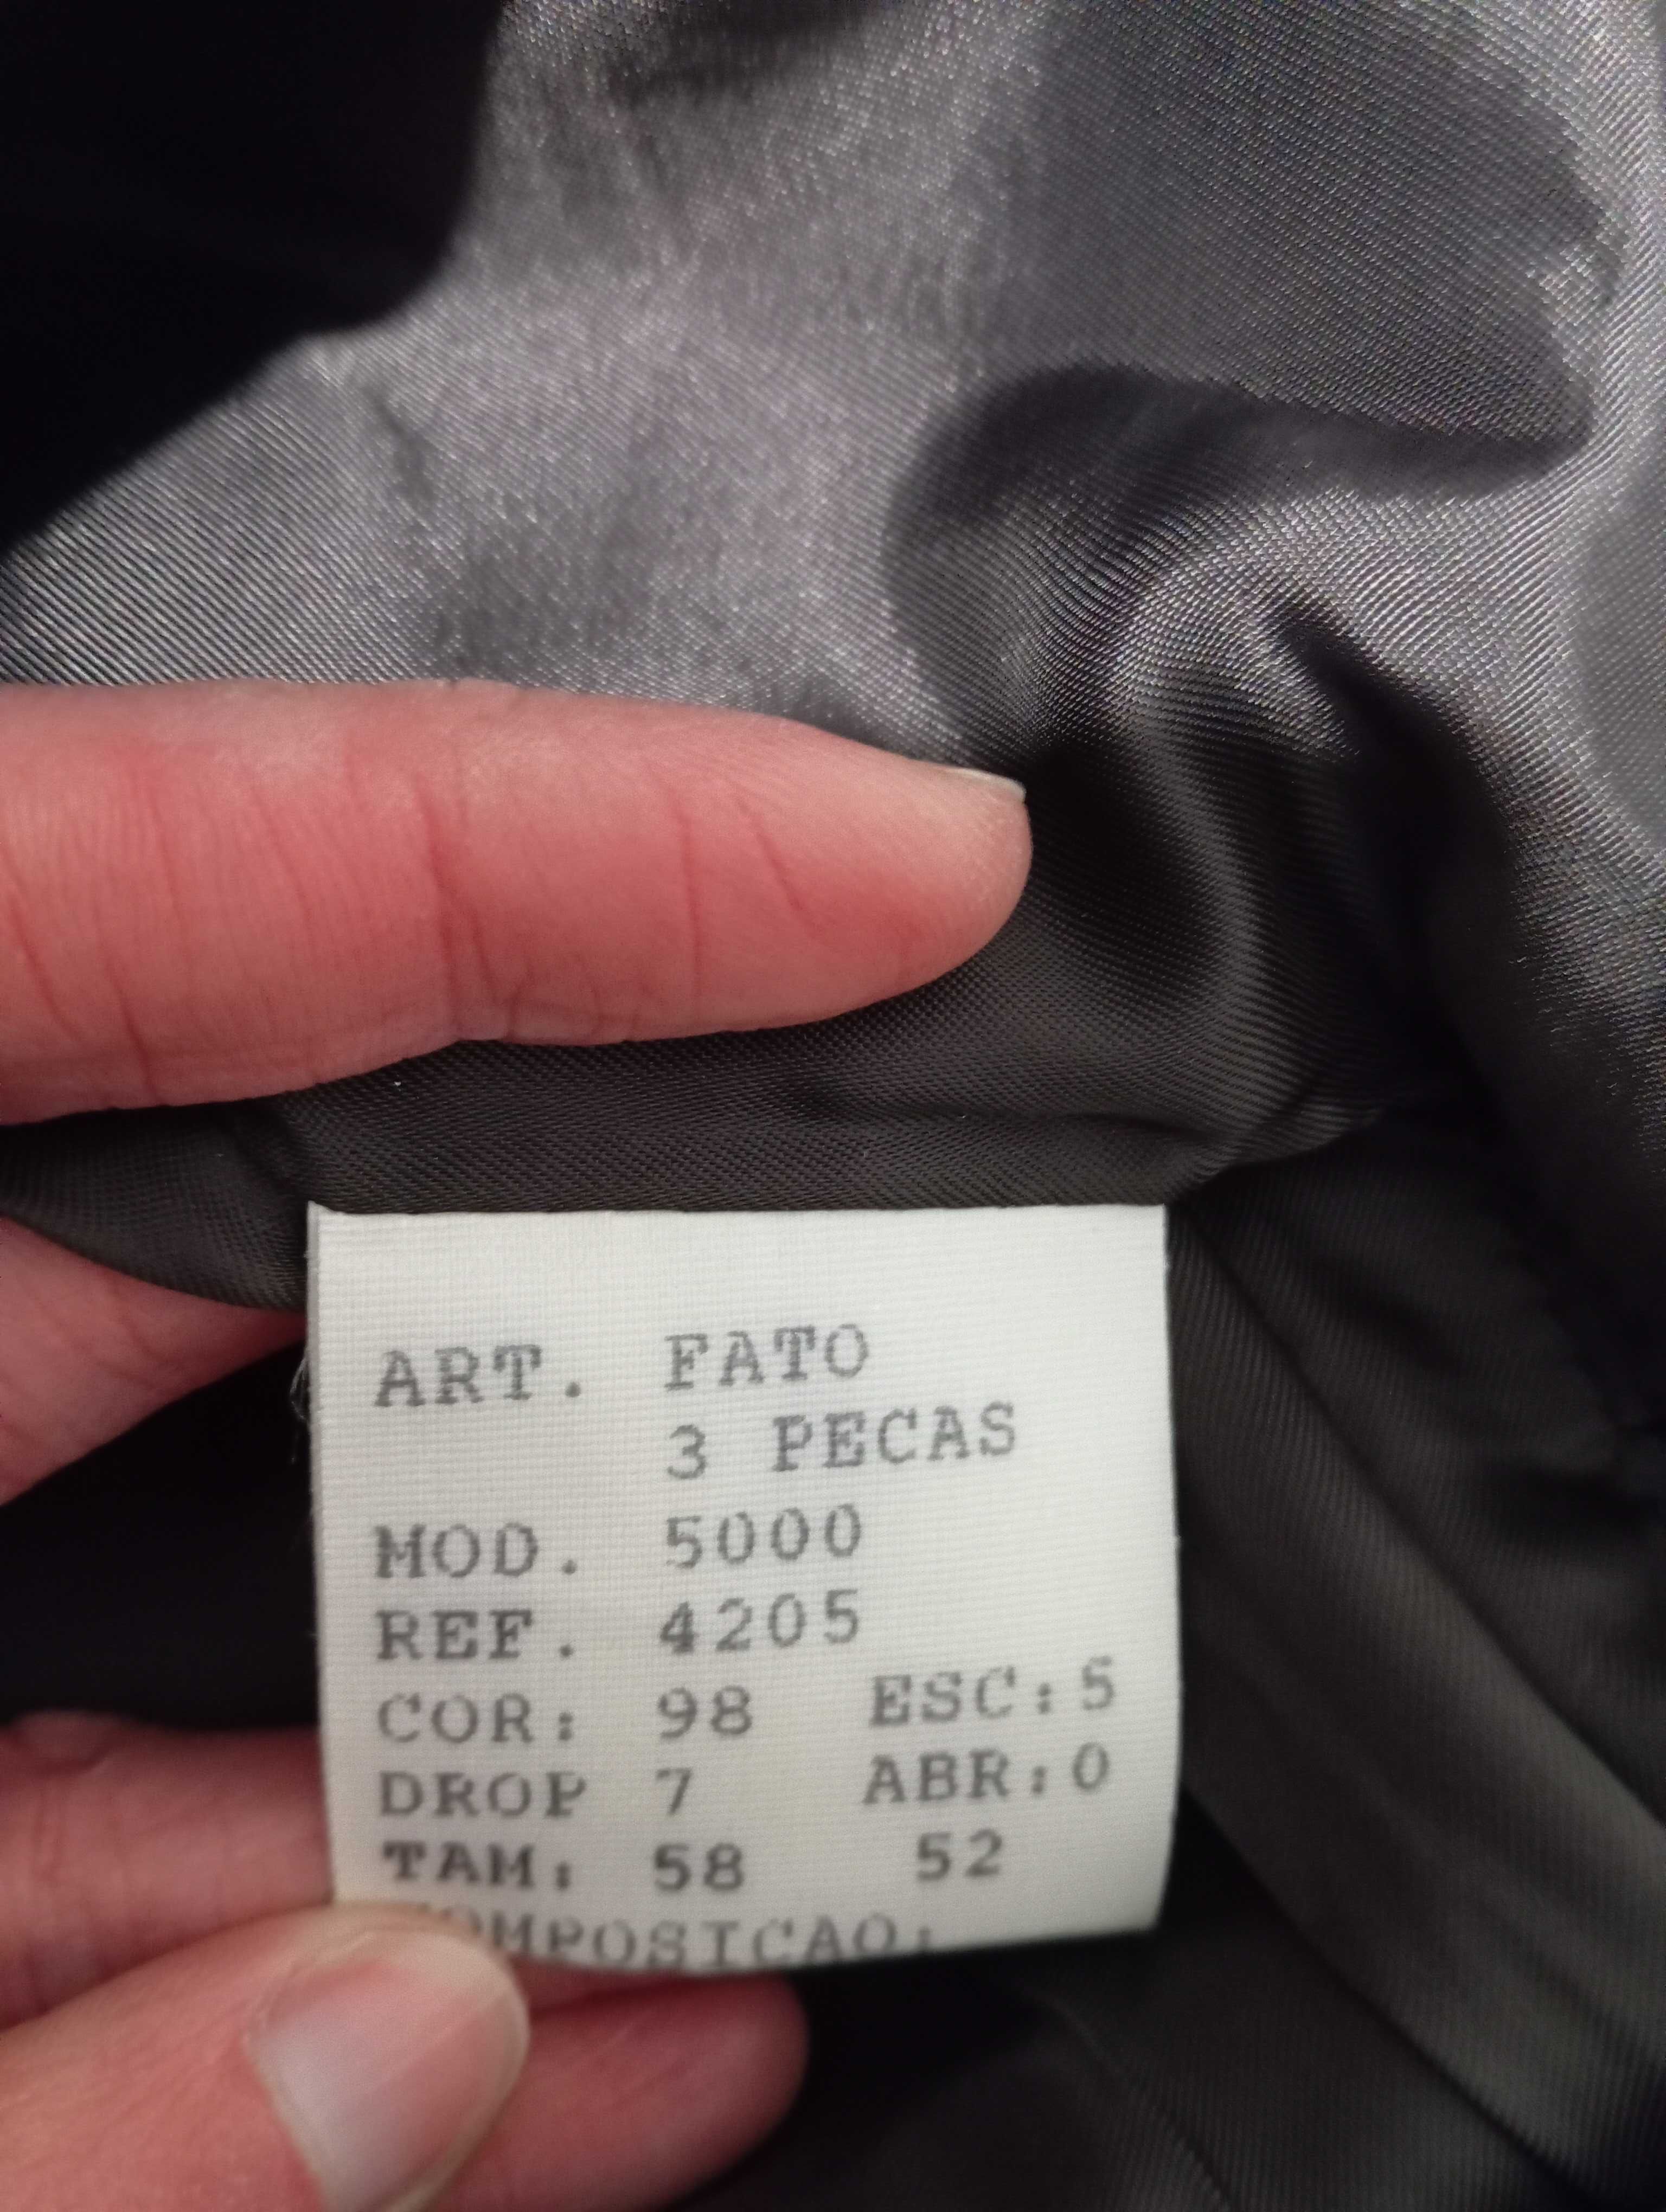 ART. FATO
3 PECAS
MOD. 5000
REF. 4205
COR: 98 ESC:5
DROP 7 ABR:0
TAM: 58 52
COMPOSICAO: